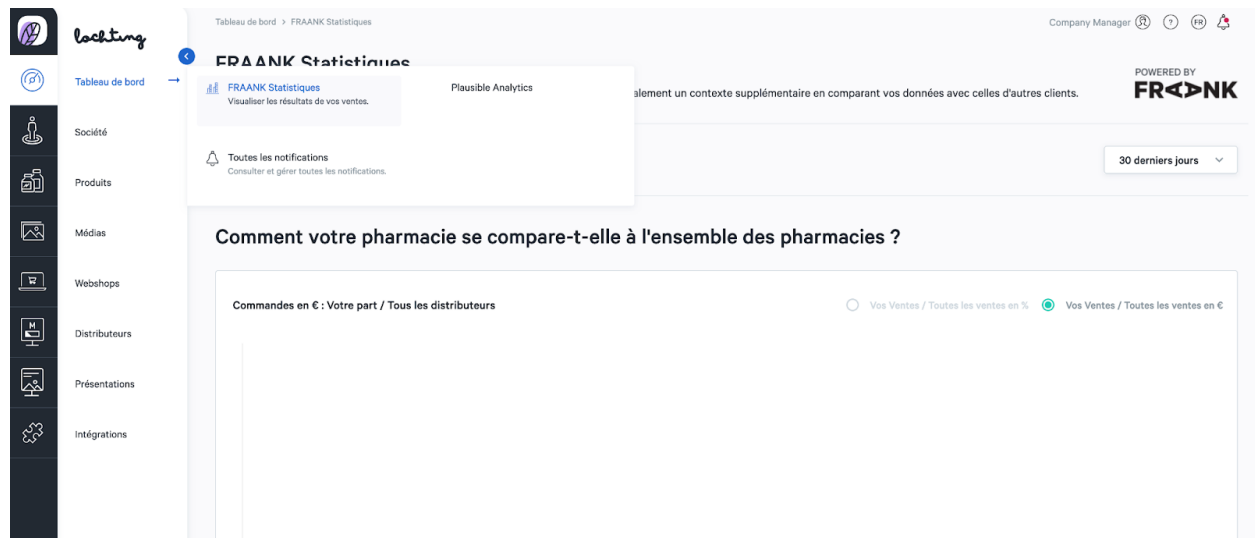 Tableau de bord > FRAANK Statistiques
Company Manager
?
FR
lochting
FRAANK Statistiques
Tableau de bord →
FRAANK Statistiques
Visualiser les résultats de vos ventes.
Plausible Analytics
alement un contexte supplémentaire en comparant vos données avec celles d'autres clients.
POWERED BY
FRAANK
Société
Toutes les notifications
Consulter et gérer toutes les notifications.
30 derniers jours
Produits
Médias
Comment votre pharmacie se compare-t-elle à l'ensemble des pharmacies ?
Webshops
Commandes en € : Votre part / Tous les distributeurs
Vos Ventes / Toutes les ventes en %
Vos Ventes / Toutes les ventes en €
M
Distributeurs
Présentations
Intégrations